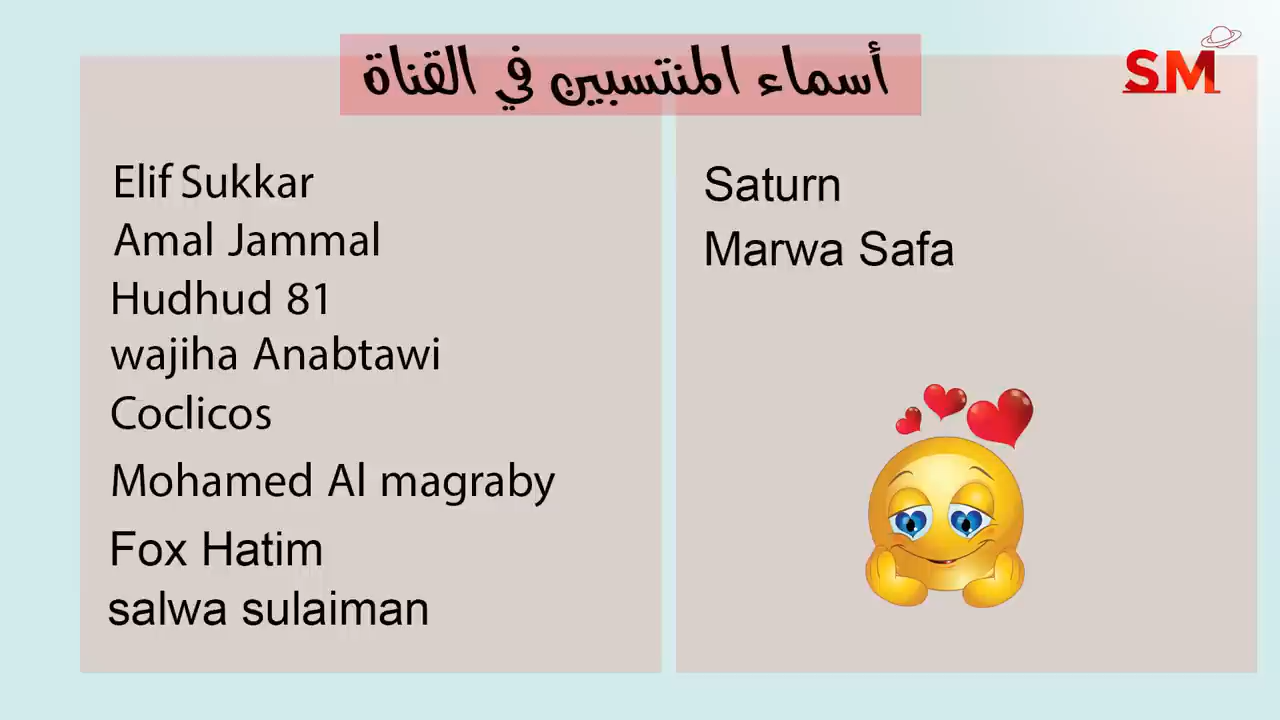 أسماء المنتسبين في القناة
SM
Elif Sukkar
Amal Jammal
Hudhud 81
wajiha Anabtawi
Coclicos
Mohamed Al magraby
Fox Hatim
salwa sulaiman
Saturn
Marwa Safa